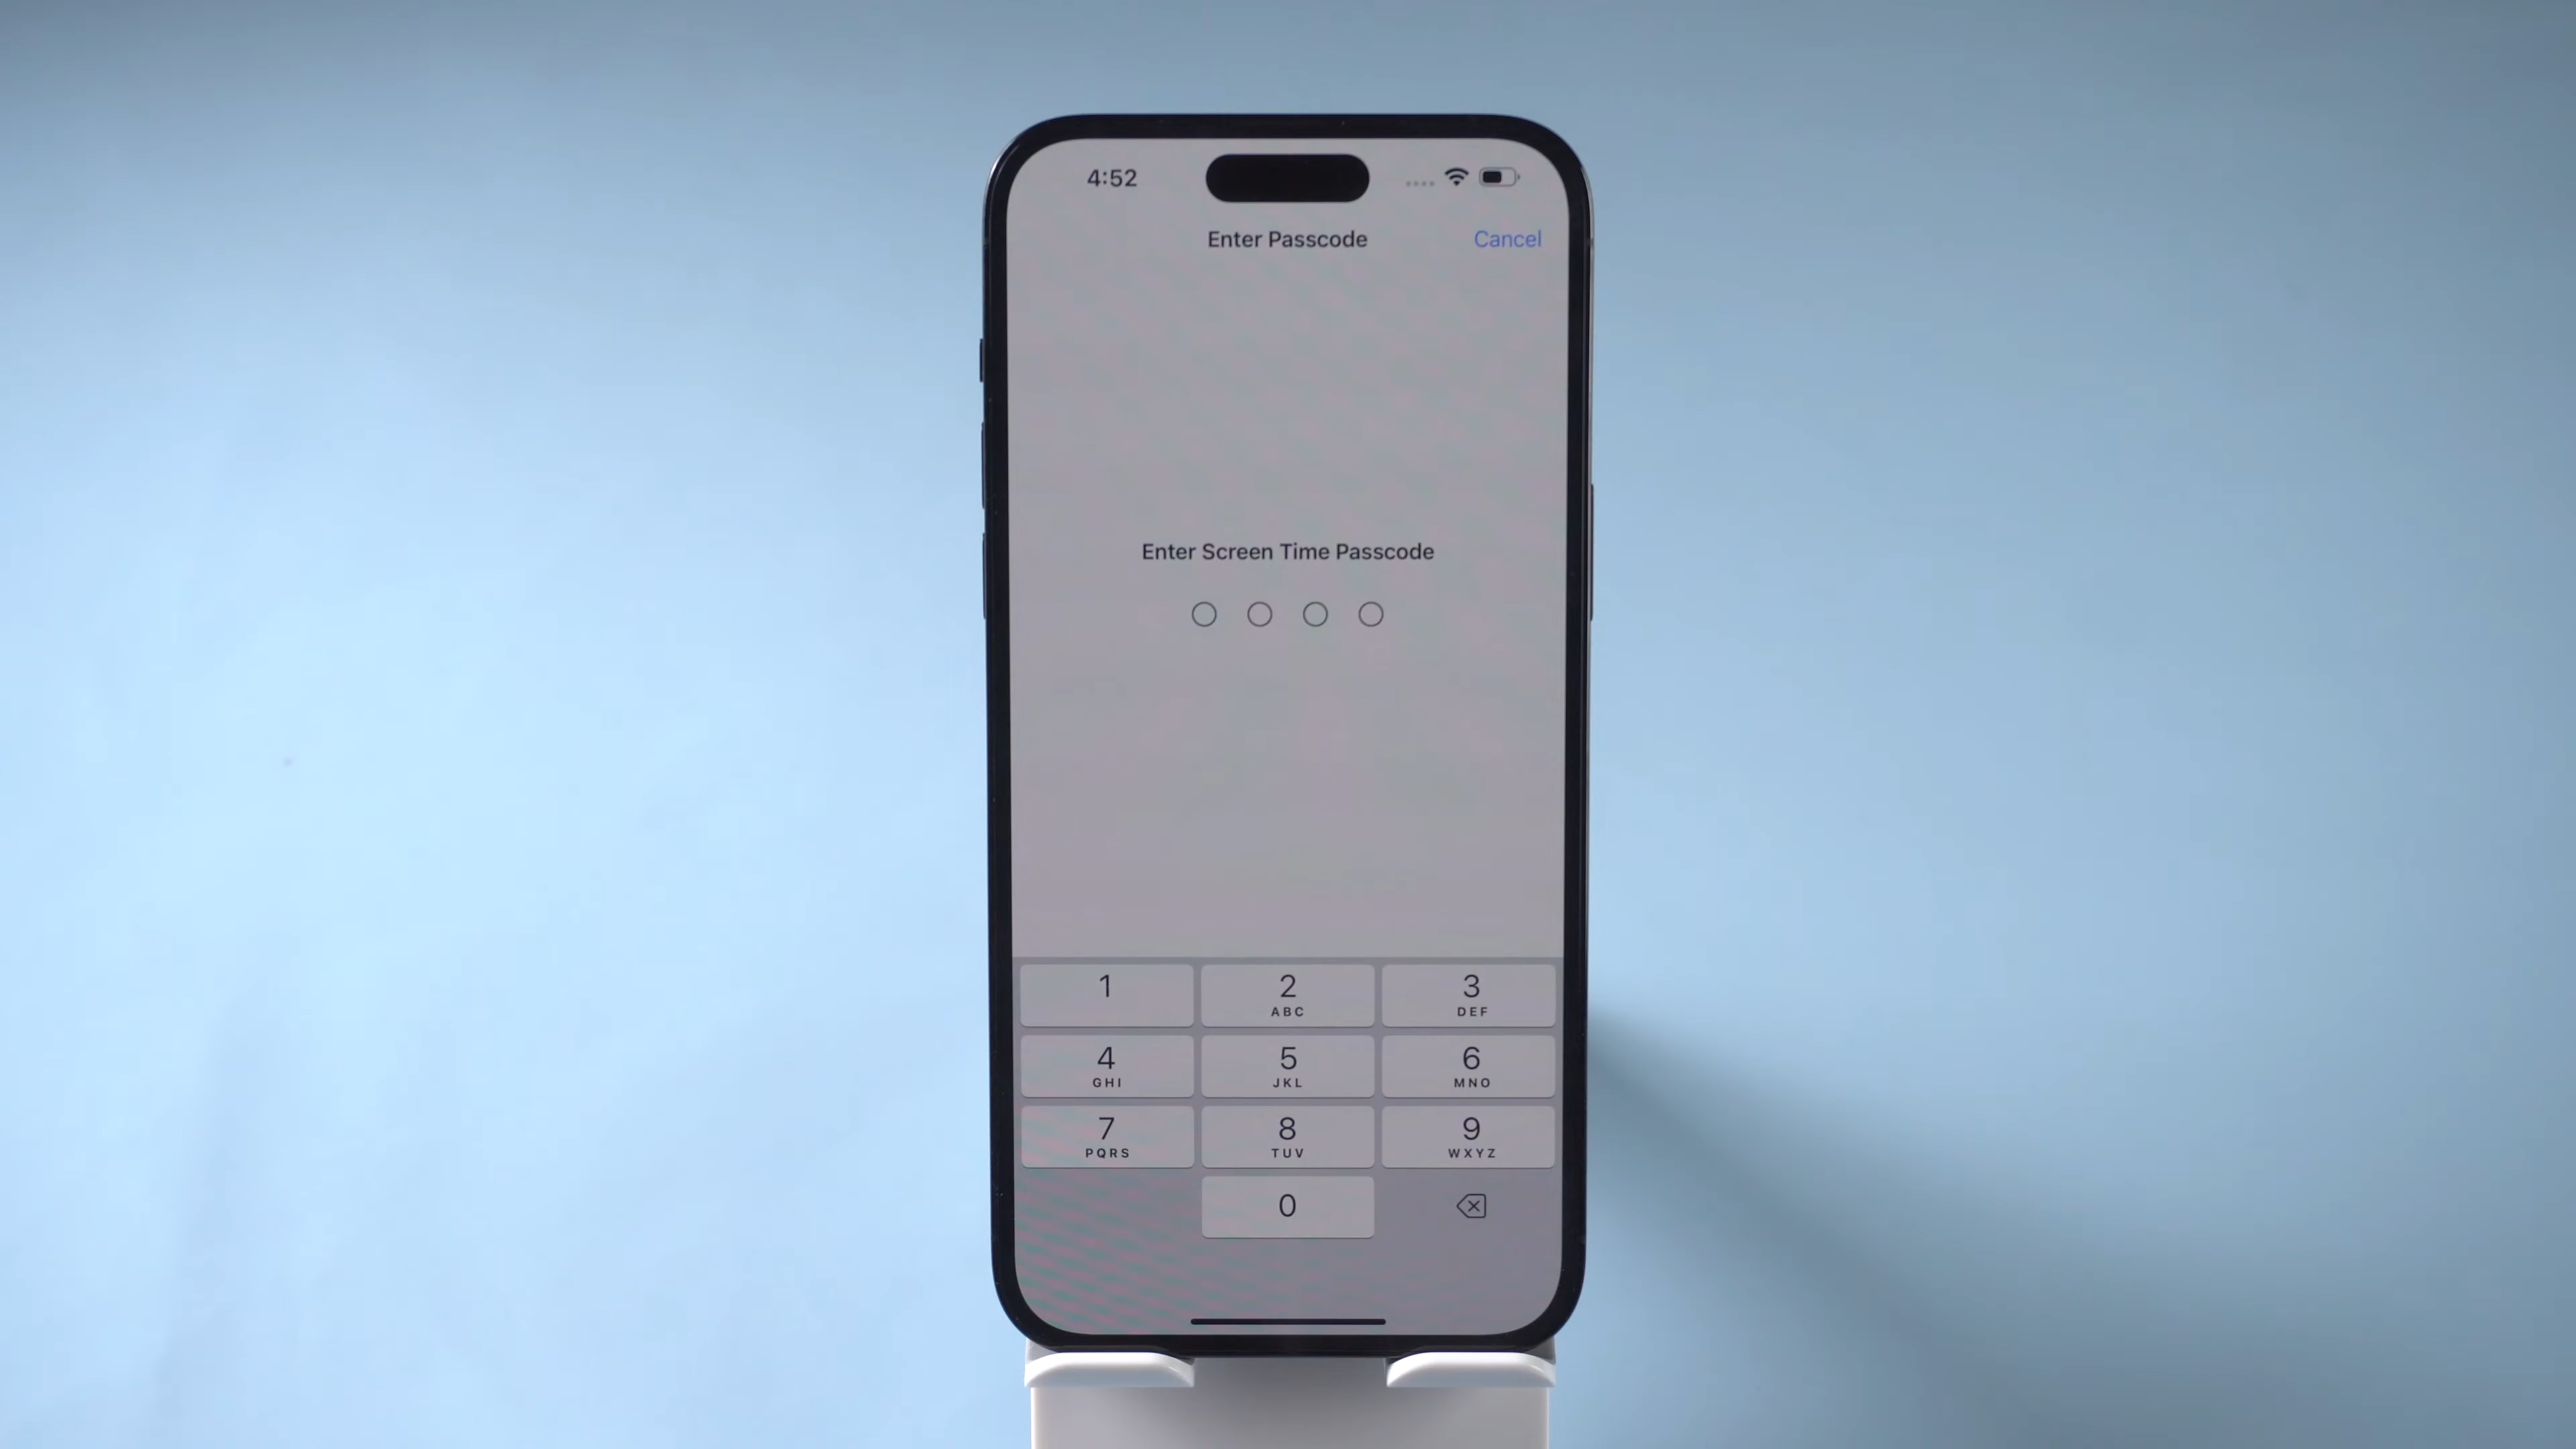 4:52
Enter Passcode
Cancel
Enter Screen Time Passcode
1
2
3
ABC
DEF
4
5
6
GHI
JKL
MNO
7
8
9
PQRS
TUV
WXYZ
0